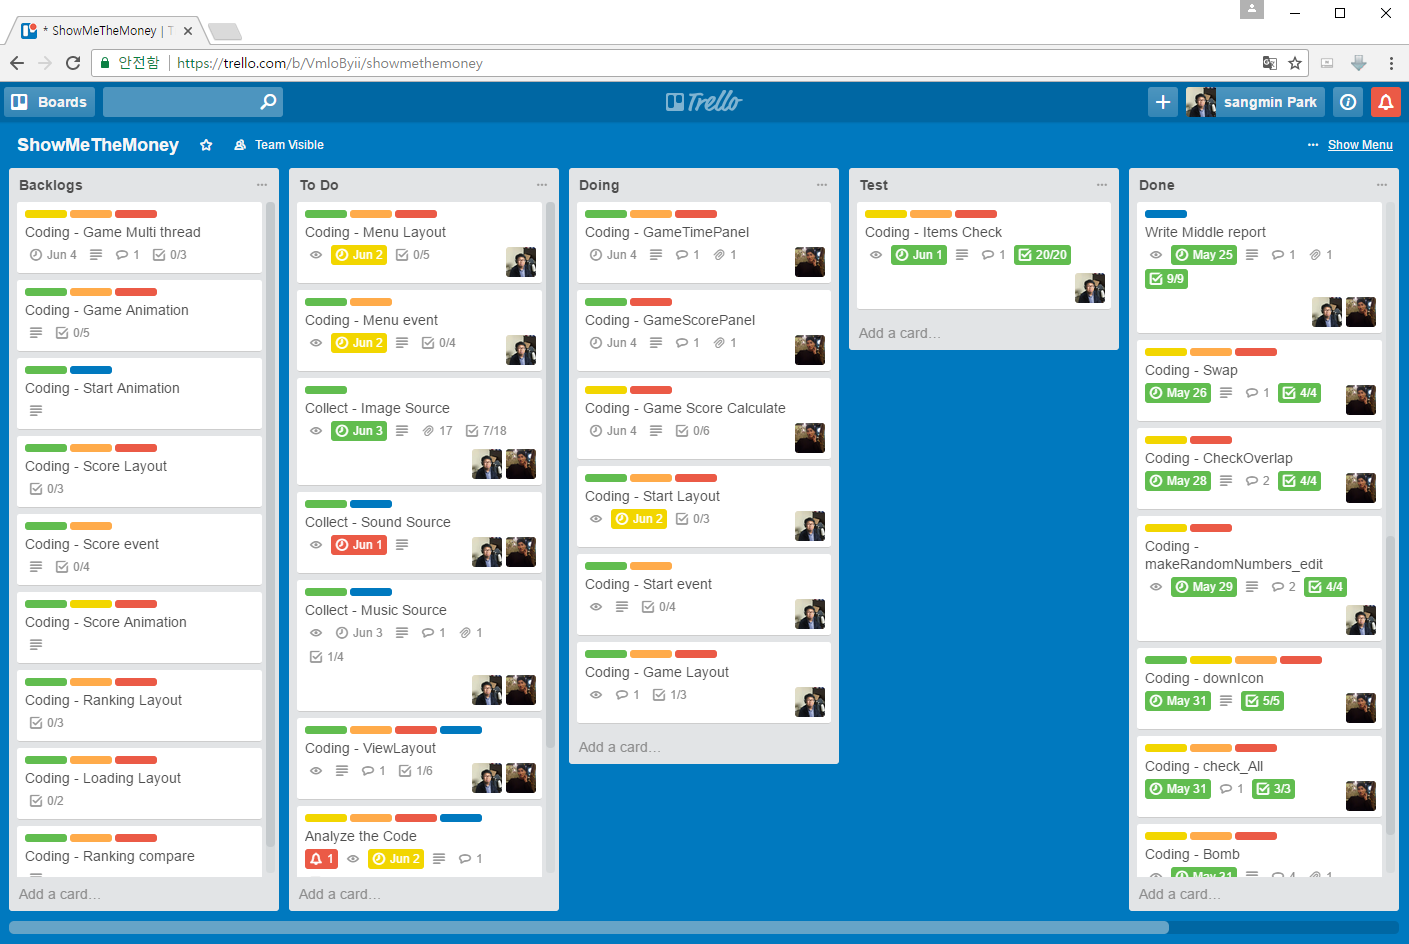 * ShowMeTheMoney | T
안전함
https://trello.com/b/VmloByii/showmethemoney
Boards
Trello
sangmin Park
ShowMeTheMoney
Team Visible
Show Menu
Backlogs
Coding - Game Multi thread
Jun 4 1 0/3
Coding - Game Animation
0/5
Coding - Start Animation
Coding - Score Layout
0/3
Coding - Score event
0/4
Coding - Score Animation
Coding - Ranking Layout
0/3
Coding - Loading Layout
0/2
Coding - Ranking compare
Add a card...
To Do
Coding - Menu Layout
Jun 2 0/5
Coding - Menu event
Jun 2 0/4
Collect - Image Source
Jun 3 17 7/18
Collect - Sound Source
Jun 1
Collect - Music Source
Jun 3 1 1
1/4
Coding - ViewLayout
1 1/6
Analyze the Code
1 Jun 2 1
Add a card...
Doing
Coding - GameTimePanel
Jun 4 1 1
Coding - GameScorePanel
Jun 4 1 1
Coding - Game Score Calculate
Jun 4 0/6
Coding - Start Layout
Jun 2 0/3
Coding - Start event
0/4
Coding - Game Layout
1 1/3
Add a card...
Test
Coding - Items Check
Jun 1 1 20/20
Add a card...
Done
Write Middle report
May 25 1 1
9/9
Coding - Swap
May 26 1 4/4
Coding - CheckOverlap
May 28 2 4/4
Coding -
makeRandomNumbers_edit
May 29 2 4/4
Coding - downIcon
May 31 5/5
Coding - check_All
May 31 1 3/3
Coding - Bomb
May 31 4 1
Add a card...